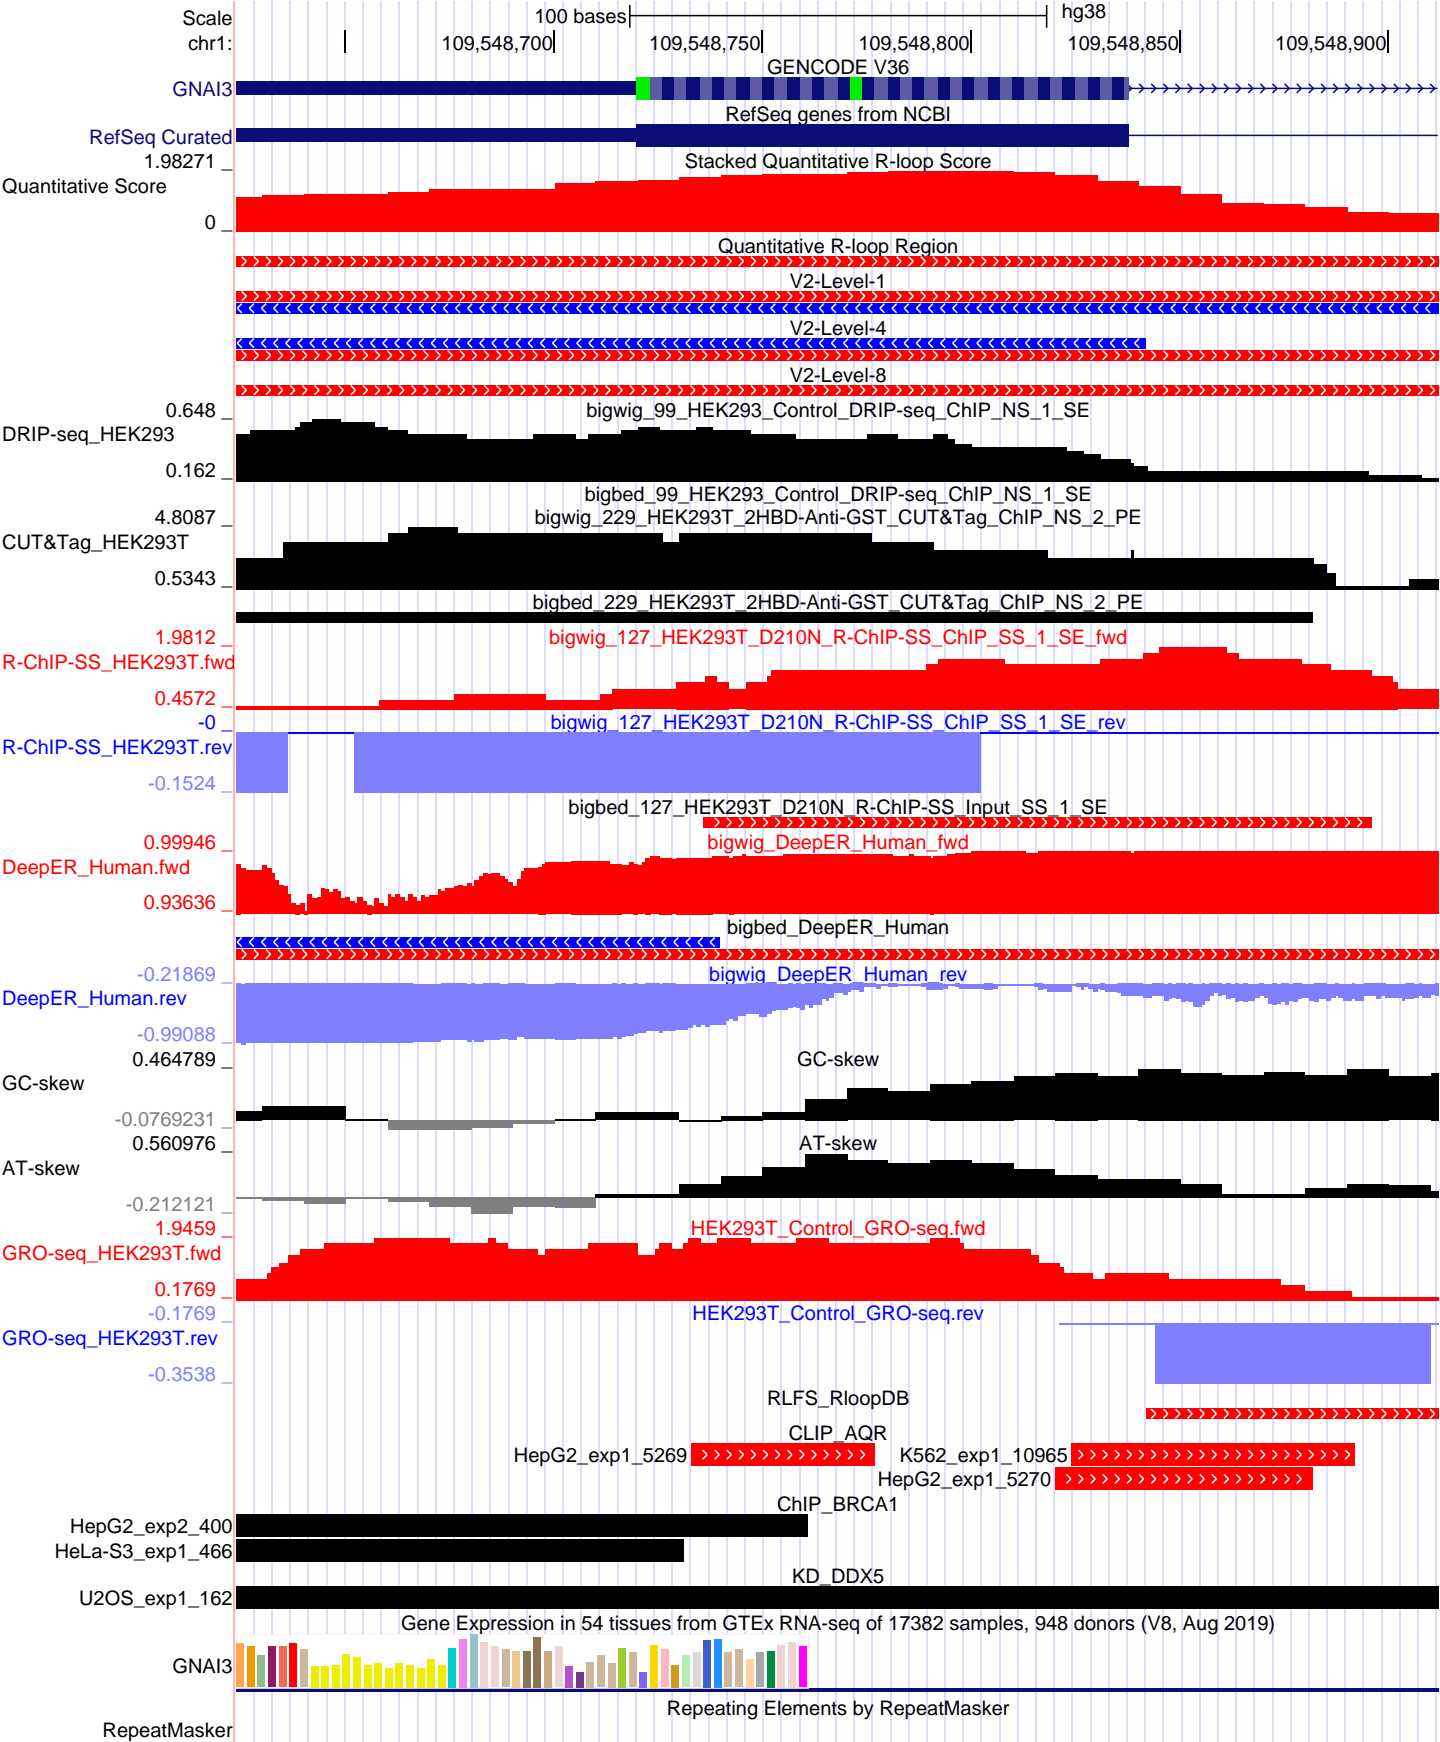 Scale 100 bases hg38
chr1: 109,548,700 109,548,750 109,548,800 109,548,850 109,548,900
GENCODE V36
GNAI3
RefSeq genes from NCBI
RefSeq Curated
1.98271 Stacked Quantitative R-loop Score
Quantitative Score
0
Quantitative R-loop Region
V2-Level-1
V2-Level-4
V2-Level-8
0.648 bigwig_99_HEK293_Control_DRIP-seq_ChIP_NS_1_SE
DRIP-seq_HEK293
0.162
bigbed_99_HEK293_Control_DRIP-seq_ChIP_NS_1_SE
4.8087 bigwig_229_HEK293T_2HBD-Anti-GST_CUT&Tag_ChIP_NS_2_PE
CUT&Tag_HEK293T
0.5343
bigbed_229_HEK293T_2HBD-Anti-GST_CUT&Tag_ChIP_NS_2_PE
1.9812 bigwig_127_HEK293T_D210N_R-ChIP-SS_ChIP_SS_1_SE_fwd
R-ChIP-SS_HEK293T.fwd
0.4572
-0 bigwig_127_HEK293T_D210N_R-ChIP-SS_ChIP_SS_1_SE_rev
R-ChIP-SS_HEK293T.rev
-0.1524
bigbed_127_HEK293T_D210N_R-ChIP-SS_Input_SS_1_SE
0.99946 bigwig_DeepER_Human_fwd
DeepER_Human.fwd
0.93636
bigbed_DeepER_Human
-0.21869 bigwig_DeepER_Human_rev
DeepER_Human.rev
-0.99088
0.464789 GC-skew
GC-skew
-0.0769231
0.560976 AT-skew
AT-skew
-0.212121
1.9459 HEK293T_Control_GRO-seq.fwd
GRO-seq_HEK293T.fwd
0.1769
-0.1769 HEK293T_Control_GRO-seq.rev
GRO-seq_HEK293T.rev
-0.3538
RLFS_RloopDB
CLIP_AQR
HepG2_exp1_5269 K562_exp1_10965
HepG2_exp1_5270
ChIP_BRCA1
HepG2_exp2_400
HeLa-S3_exp1_466
KD_DDX5
U2OS_exp1_162
Gene Expression in 54 tissues from GTEx RNA-seq of 17382 samples, 948 donors (V8, Aug 2019)
GNAI3
Repeating Elements by RepeatMasker
RepeatMasker